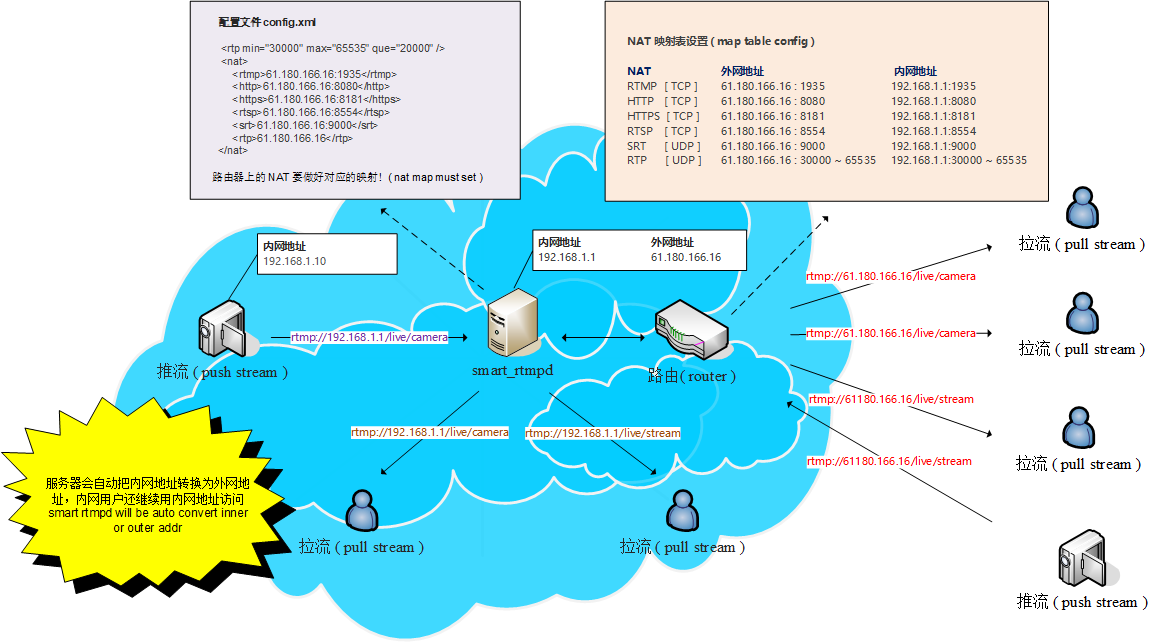 配置文件 config.xml
<rtp min="30000" max="65535" que="20000" />
<nat>
<rtmp>61.180.166.16:1935</rtmp>
<http>61.180.166.16:8080</http>
<https>61.180.166.16:8181</https>
<rtsp>61.180.166.16:8554</rtsp>
<srt>61.180.166.16:9000</srt>
<rtp>61.180.166.16</rtp>
</nat>
路由器上的 NAT 要做好对应的映射！( nat map must set )
NAT 映射表设置 ( map table config )
NAT 外网地址 内网地址
RTMP [ TCP ] 61.180.166.16 : 1935 192.168.1.1:1935
HTTP [ TCP ] 61.180.166.16 : 8080 192.168.1.1:8080
HTTPS [ TCP ] 61.180.166.16 : 8181 192.168.1.1:8181
RTSP [ TCP ] 61.180.166.16 : 8554 192.168.1.1:8554
SRT [ UDP ] 61.180.166.16 : 9000 192.168.1.1:9000
RTP [ UDP ] 61.180.166.16 : 30000 ~ 65535 192.168.1.1:30000 ~ 65535
内网地址
192.168.1.10
内网地址 外网地址
192.168.1.1 61.180.166.16
拉流 ( pull stream )
rtmp://61.180.166.16/live/camera
rtmp://192.168.1.1/live/camera
rtmp://61.180.166.16/live/camera
拉流 ( pull stream )
推流 ( push stream )
smart_rtmpd
路由( router )
rtmp://61180.166.16/live/stream
rtmp://192.168.1.1/live/camera
rtmp://192.168.1.1/live/stream
拉流 ( pull stream )
rtmp://61180.166.16/live/stream
服务器会自动把内网地址转换为外网地
址，内网用户还继续用内网地址访问
smart rtmpd will be auto convert inner
or outer addr
拉流 ( pull stream )
拉流 ( pull stream )
推流 ( push stream )